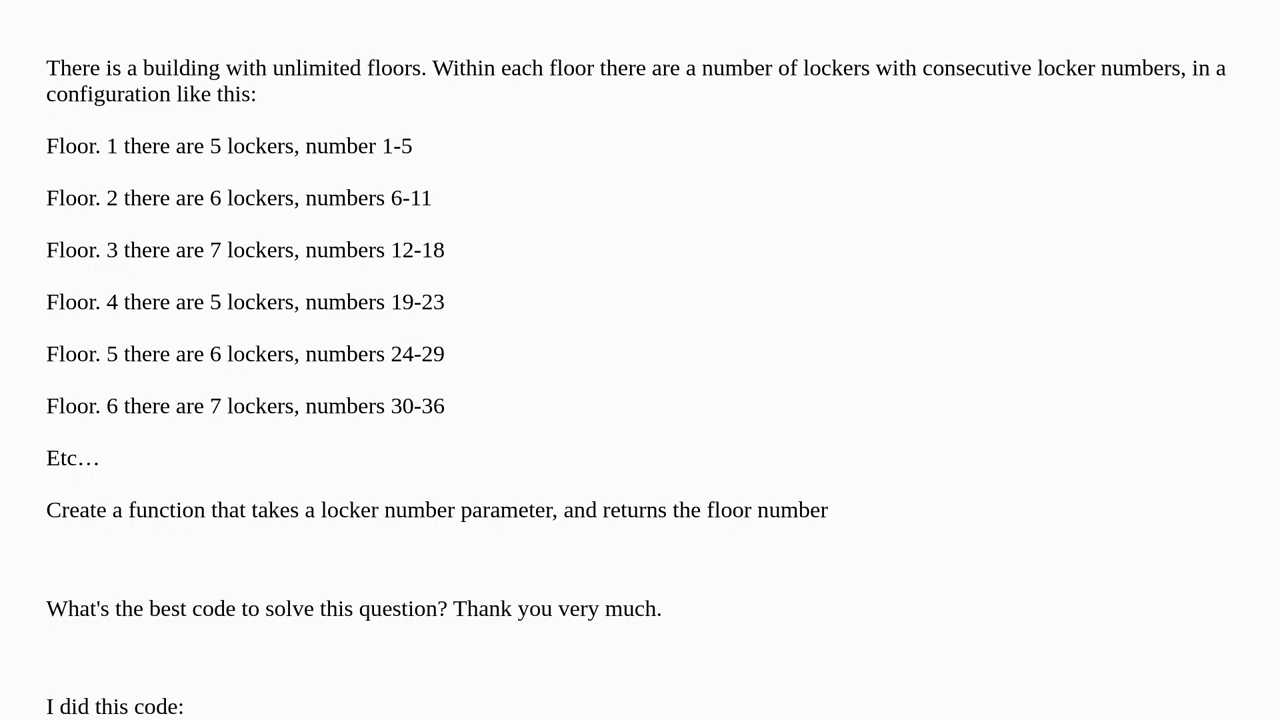 There is a building with unlimited floors. Within each floor there are a number of lockers with consecutive locker numbers, in a
configuration like this:
Floor. 1 there are 5 lockers, number 1-5
Floor. 2 there are 6 lockers, numbers 6-11
Floor. 3 there are 7 lockers, numbers 12-18
Floor. 4 there are 5 lockers, numbers 19-23
Floor. 5 there are 6 lockers, numbers 24-29
Floor. 6 there are 7 lockers, numbers 30-36
Etc…
Create a function that takes a locker number parameter, and returns the floor number
What's the best code to solve this question? Thank you very much.
I did this code: